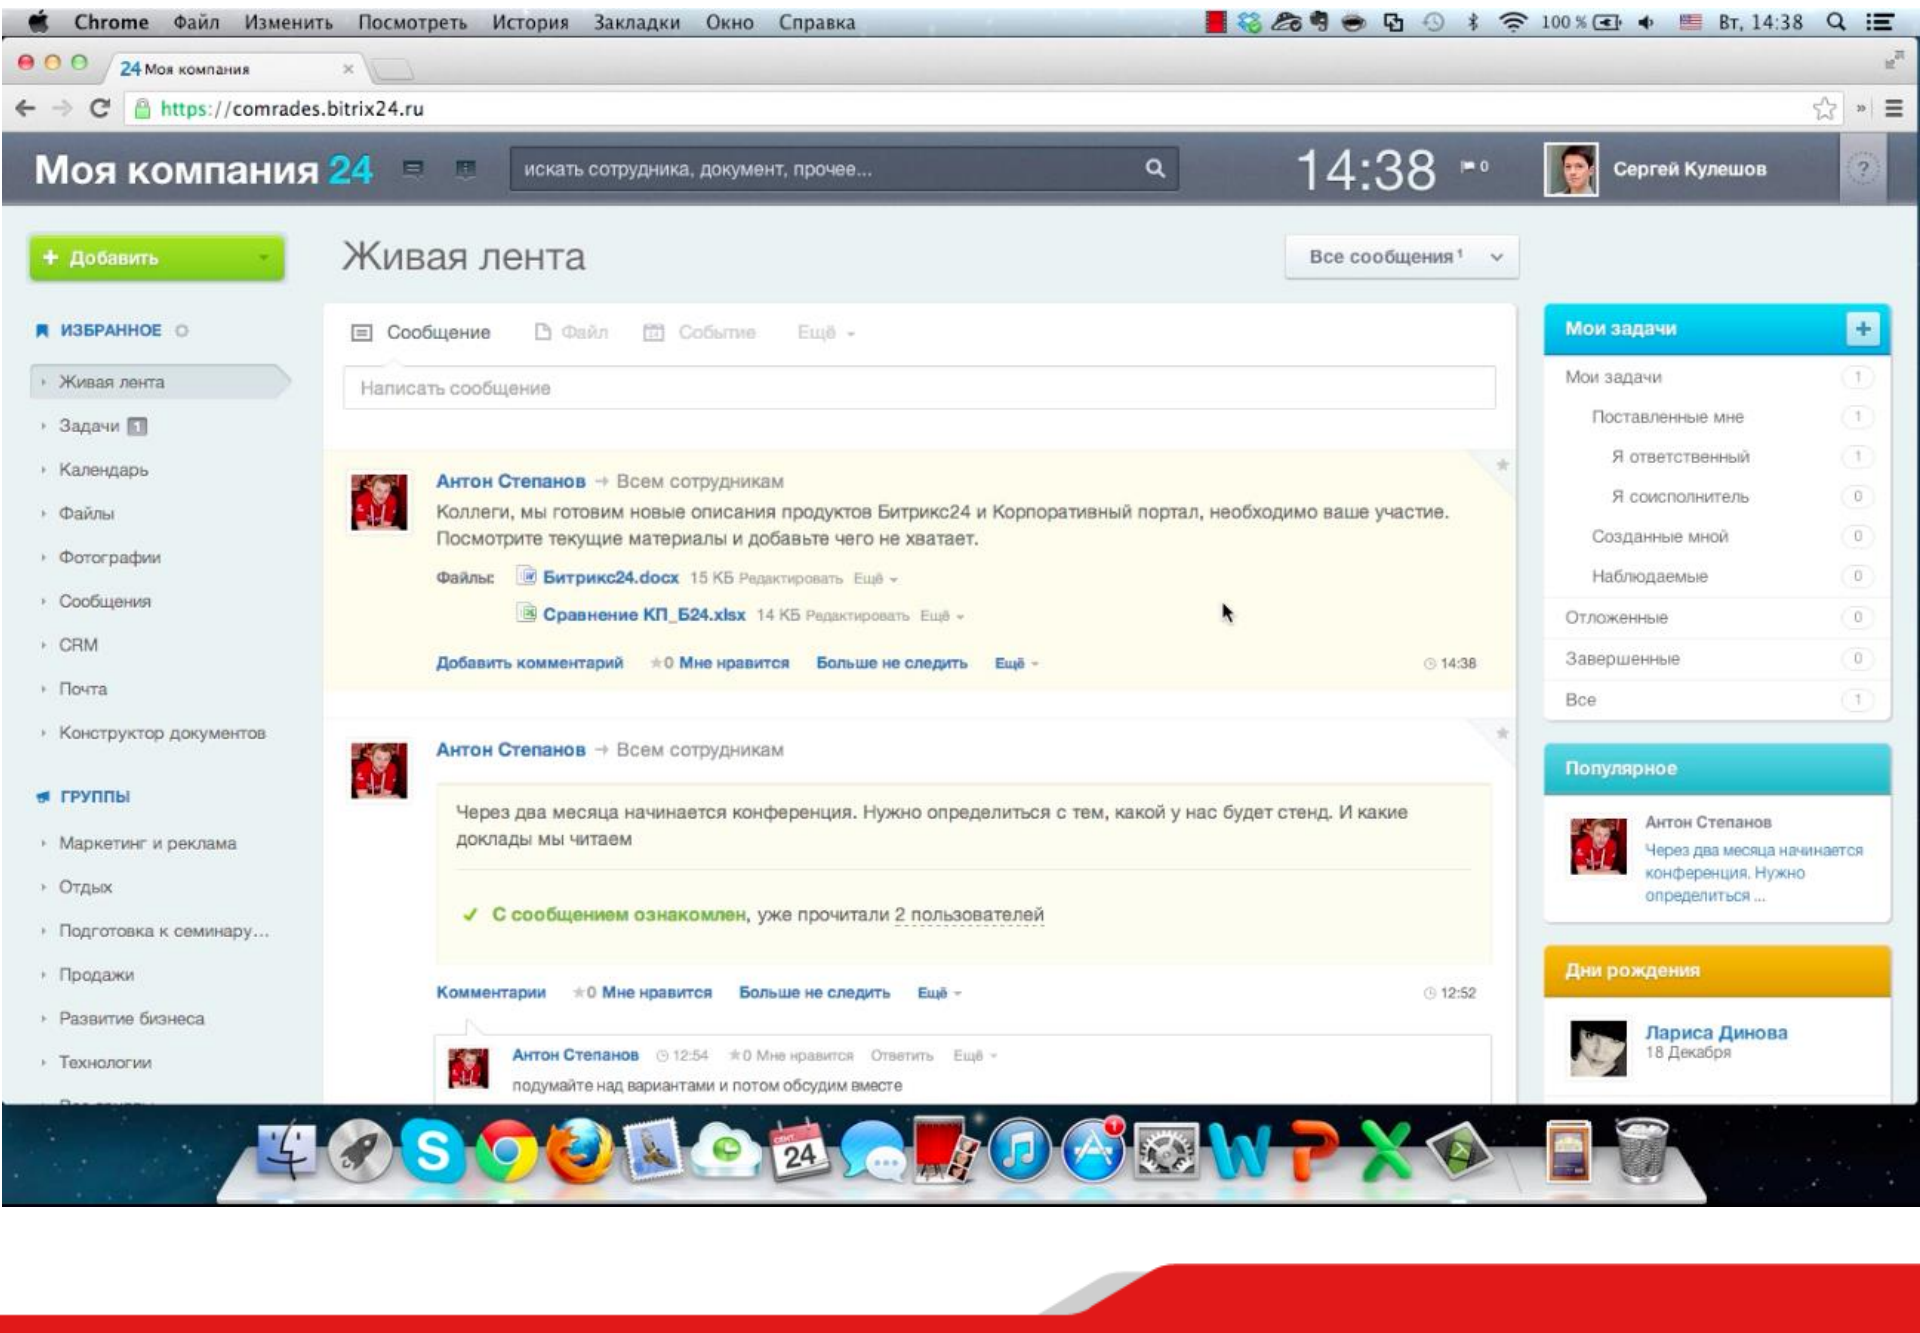 Chrome Файл Изменить Посмотреть История Закладки Окно Справка 100 % Вт, 14:38
24 Моя компания
https://comrades.bitrix24.ru
Моя компания 24
искать сотрудника, документ, прочее...
14:38
0
Сергей Кулешов
?
+ Добавить
Живая лента
Все сообщения 1
ИЗБРАННОЕ
Живая лента
Задачи 1
Календарь
Файлы
Фотографии
Сообщения
CRM
Почта
Конструктор документов
ГРУППЫ
Маркетинг и реклама
Отдых
Подготовка к семинару...
Продажи
Развитие бизнеса
Технологии
Сообщение Файл Событие Ещё
Написать сообщение
Антон Степанов → Всем сотрудникам
Коллеги, мы готовим новые описания продуктов Битрикс24 и Корпоративный портал, необходимо ваше участие.
Посмотрите текущие материалы и добавьте чего не хватает.
Файлы: Битрикс24.docx 15 КБ Редактировать Ещё
Сравнение КП_Б24.xlsx 14 КБ Редактировать Ещё
Добавить комментарий 0 Мне нравится Больше не следить Ещё 14:38
Антон Степанов → Всем сотрудникам
Через два месяца начинается конференция. Нужно определиться с тем, какой у нас будет стенд. И какие
доклады мы читаем
С сообщением ознакомлен, уже прочитали 2 пользователей
Комментарии 0 Мне нравится Больше не следить Ещё 12:52
Антон Степанов 12:54 0 Мне нравится Ответить Ещё
подумайте над вариантами и потом обсудим вместе
Мои задачи +
Мои задачи 1
Поставленные мне 1
Я ответственный 1
Я соисполнитель 0
Созданные мной 0
Наблюдаемые 0
Отложенные 0
Завершенные 0
Все 1
Популярное
Антон Степанов
Через два месяца начинается
конференция. Нужно
определиться ...
Дни рождения
Лариса Динова
18 Декабря
СЕНТ.
24
1